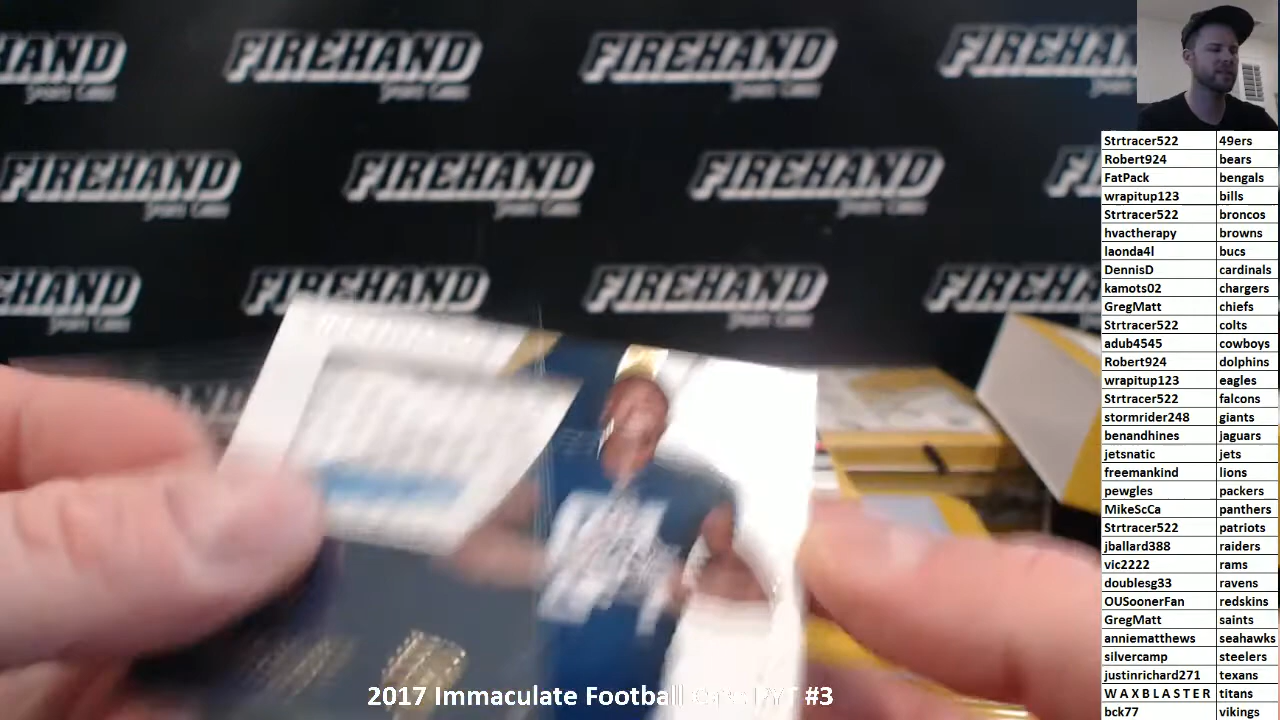 FIREHAND FIREHAND FIREHAND FIREHAN
FIREHAND FIREHAND FIREHAND
EHAND FIREHAND FIREHAND FIREHAN
Strtracer522 49ers
Robert924 bears
FatPack bengals
wrapitup123 bills
Strtracer522 broncos
hvactherapy browns
laonda4l bucs
DennisD cardinals
kamots02 chargers
GregMatt chiefs
Strtracer522 colts
adub4545 cowboys
Robert924 dolphins
wrapitup123 eagles
Strtracer522 falcons
stormrider248 giants
benandhines jaguars
jetsnatic jets
freemankind lions
pewgles packers
MikeScCa panthers
Strtracer522 patriots
jballard388 raiders
vic2222 rams
doublesg33 ravens
OUSoonerFan redskins
GregMatt saints
anniematthews seahawks
silvercamp steelers
justinrichard271 texans
W A X B L A S T E R titans
bck77 vikings
2017 Immaculate Football #3